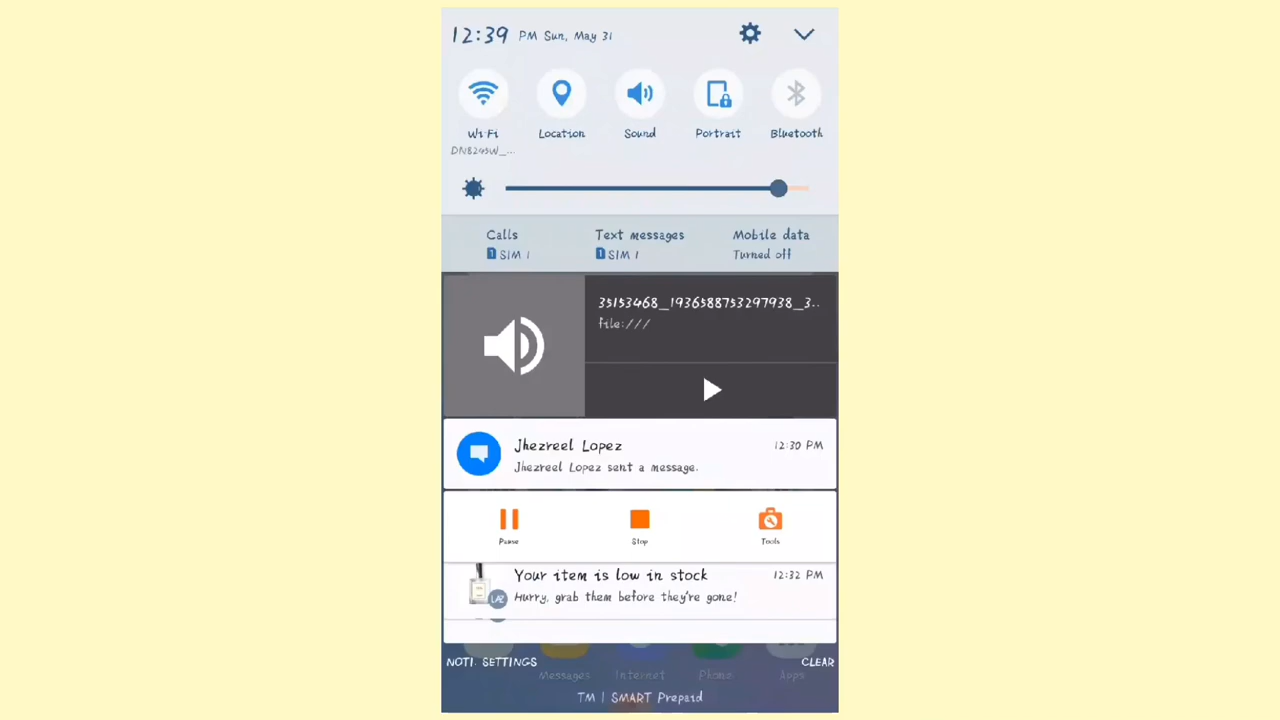 12:39 PM Sun, May 31
Wi-Fi
Location
Sound
Portrait
Bluetooth
DN8245W_...
Calls
Text messages
Mobile data
1 SIM 1
1 SIM 1
Turned off
35153468_1936588753297938_3..
file:///
Jhezreel Lopez
12:30 PM
Jhezreel Lopez sent a message.
Pause
Stop
Tools
Your item is low in stock
12:32 PM
LAZ
Hurry, grab them before they're gone!
NOTI. SETTINGS
CLEAR
Messages
Internet
Phone
Apps
TM | SMART Prepaid